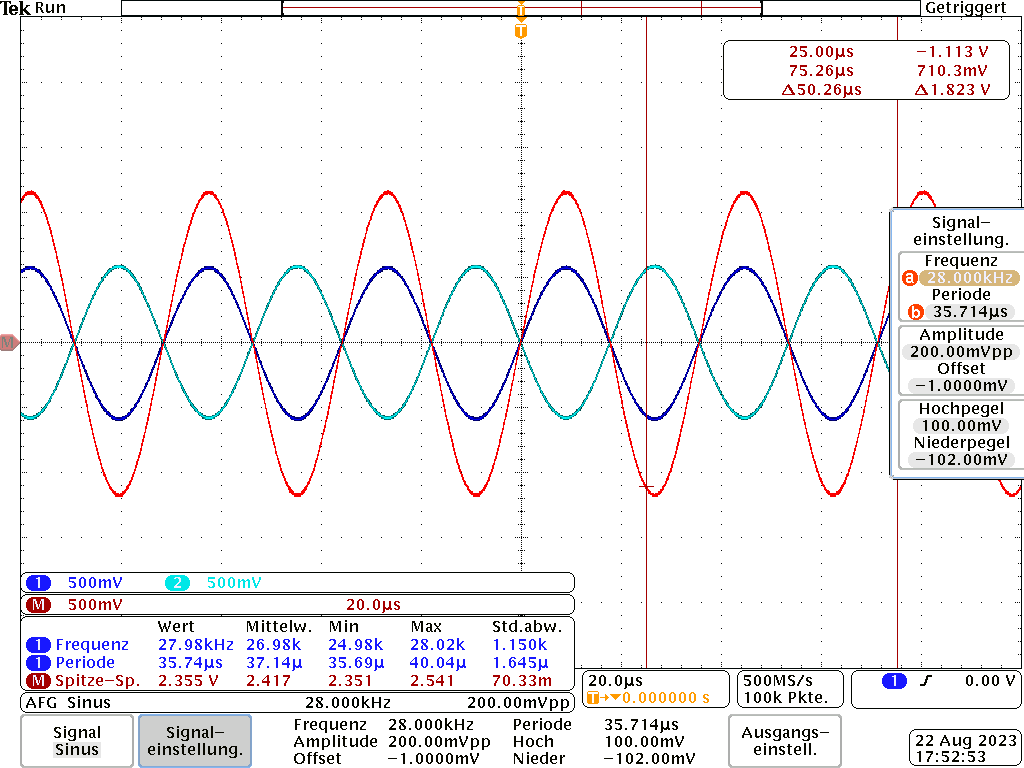 Tek Run
Getriggert
T
T
25.00µs −1.113 V
75.26µs 710.3mV
Δ50.26µs Δ1.823 V
M
Signal−
einstellung.
Frequenz
a 28.000kHz
Periode
b 35.714µs
Amplitude
200.00mVpp
Offset
−1.0000mV
Hochpegel
100.00mV
Niederpegel
−102.00mV
1 500mV 2 500mV
M 500mV 20.0µs
Wert Mittelw. Min Max Std.abw.
1 Frequenz 27.98kHz 26.98k 24.98k 28.02k 1.150k
1 Periode 35.74µs 37.14µ 35.69µ 40.04µ 1.645µ
M Spitze−Sp. 2.355 V 2.417 2.351 2.541 70.33m
AFG Sinus 28.000kHz 200.00mVpp
20.0µs
T→▼0.000000 s
500MS/s
100k Pkte.
1 0.00 V
Signal
Sinus
Signal−
einstellung.
Frequenz 28.000kHz Periode 35.714µs
Amplitude 200.00mVpp Hoch 100.00mV
Offset −1.0000mV Nieder −102.00mV
Ausgangs−
einstell.
22 Aug 2023
17:52:53